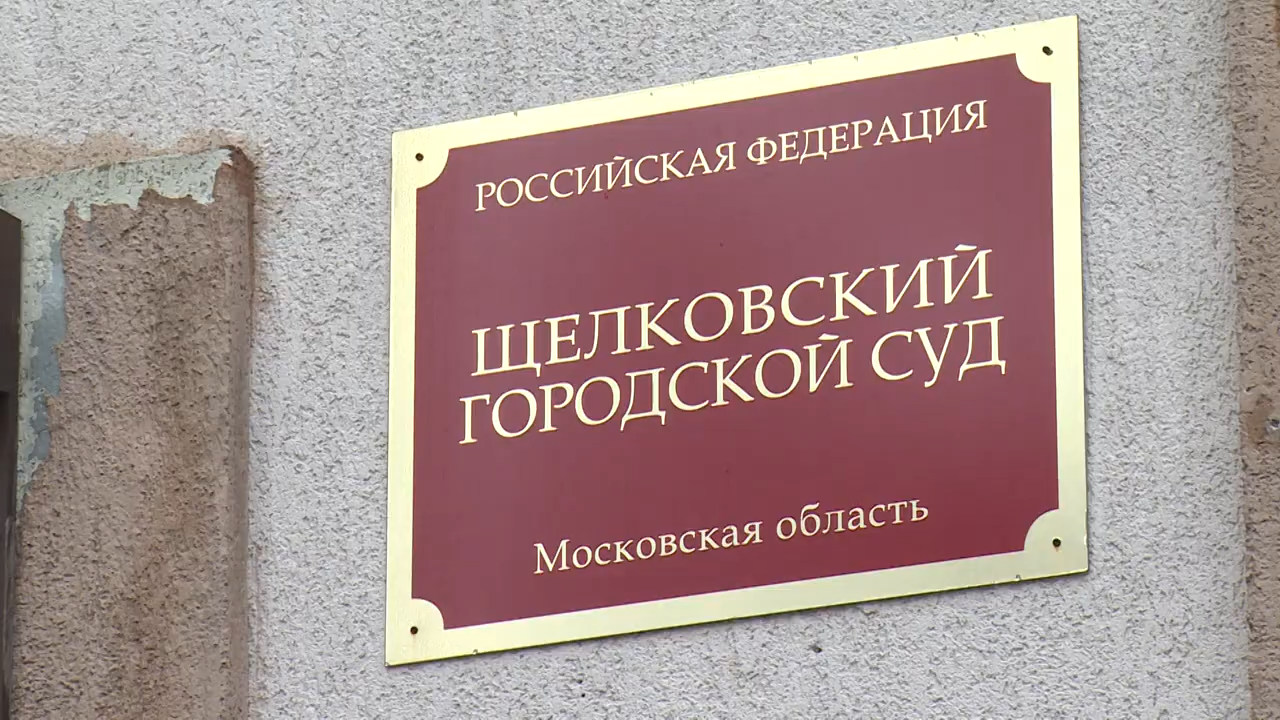 РОССИЙСКАЯ ФЕДЕРАЦИЯ
ЩЕЛКОВСКИЙ
ГОРОДСКОЙ СУД
Московская область